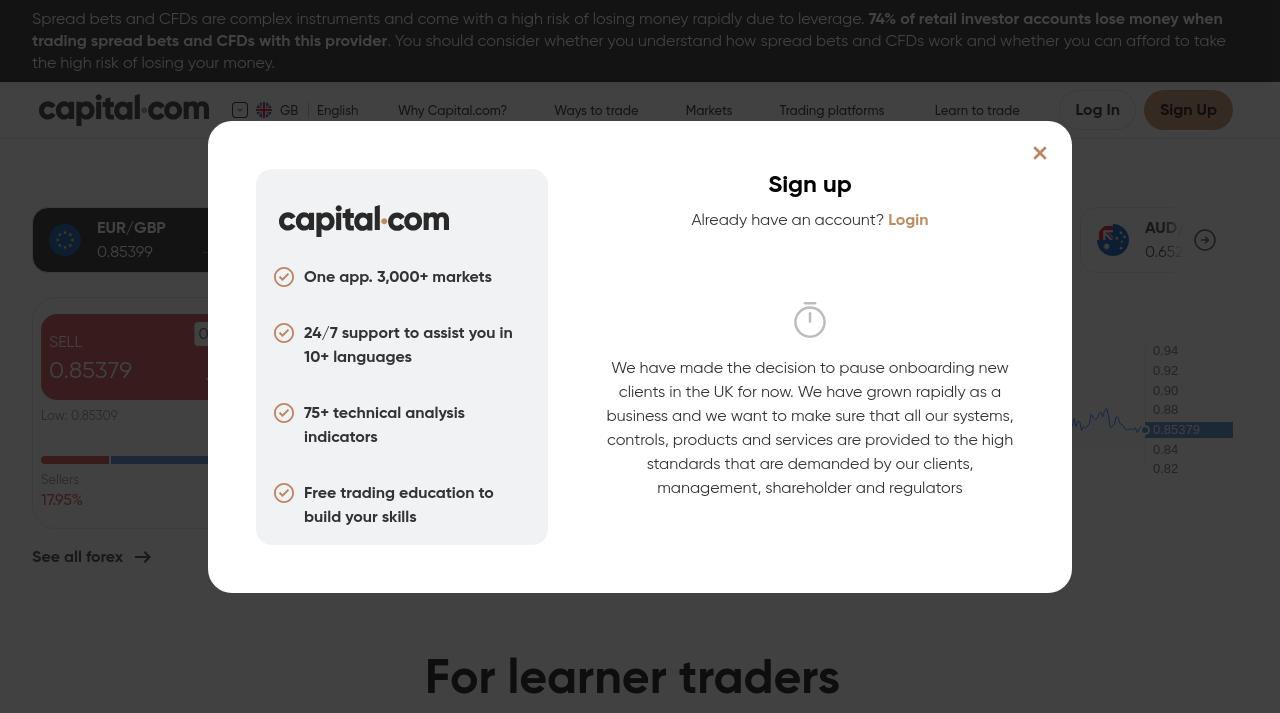 Spread bets and CFDs are complex instruments and come with a high risk of losing money rapidly due to leverage. 74% of retail investor accounts lose money when
trading spread bets and CFDs with this provider. You should consider whether you understand how spread bets and CFDs work and whether you can afford to take
the high risk of losing your money.
capital.com
GB
English
Why Capital.com?
Ways to trade
Markets
Trading platforms
Learn to trade
Log In
Sign Up
EUR/GBP
0.85399
AUD/
0.652
SELL
0.85379
Low: 0.85309
Sellers
17.95%
See all forex
0.94
0.92
0.90
0.88
0.85379
0.84
0.82
capital.com
One app. 3,000+ markets
24/7 support to assist you in
10+ languages
75+ technical analysis
indicators
Free trading education to
build your skills
Sign up
Already have an account? Login
We have made the decision to pause onboarding new
clients in the UK for now. We have grown rapidly as a
business and we want to make sure that all our systems,
controls, products and services are provided to the high
standards that are demanded by our clients,
management, shareholder and regulators
For learner traders